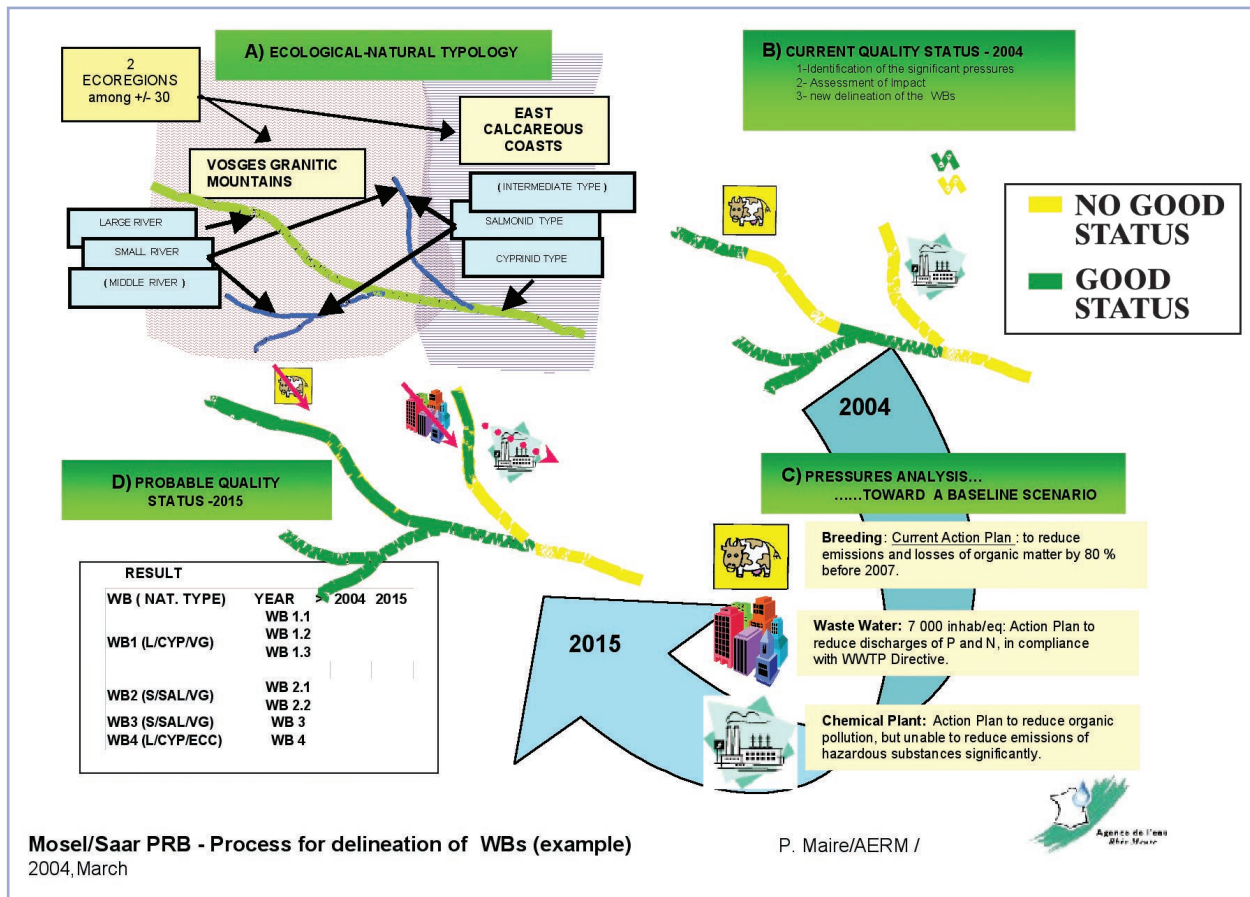 A) ECOLOGICAL-NATURAL TYPOLOGY
2
ECOREGIONS
among +/- 30
EAST
CALCAREOUS
COASTS
VOSGES GRANITIC
MOUNTAINS
( INTERMEDIATE TYPE )
LARGE RIVER
SALMONID TYPE
SMALL RIVER
CYPRINID TYPE
( MIDDLE RIVER )
B) CURRENT QUALITY STATUS - 2004
1-Identification of the significant pressures
2- Assessment of Impact
3- new delineation of the WBs
NO GOOD
STATUS
GOOD
STATUS
2004
C) PRESSURES ANALYSIS...
......TOWARD A BASELINE SCENARIO
Breeding: Current Action Plan : to reduce
emissions and losses of organic matter by 80 %
before 2007.
Waste Water: 7 000 inhab/eq: Action Plan to
reduce discharges of P and N, in compliance
with WWTP Directive.
Chemical Plant: Action Plan to reduce organic
pollution, but unable to reduce emissions of
hazardous substances significantly.
2015
D) PROBABLE QUALITY
STATUS -2015
RESULT
WB ( NAT. TYPE) YEAR > 2004 2015
WB 1.1
WB1 (L/CYP/VG) WB 1.2
WB 1.3
WB2 (S/SAL/VG) WB 2.1
WB 2.2
WB3 (S/SAL/VG) WB 3
WB4 (L/CYP/ECC) WB 4
Agence de l'eau
Rhin-Meuse
Mosel/Saar PRB - Process for delineation of WBs (example)
P. Maire/AERM /
2004,March